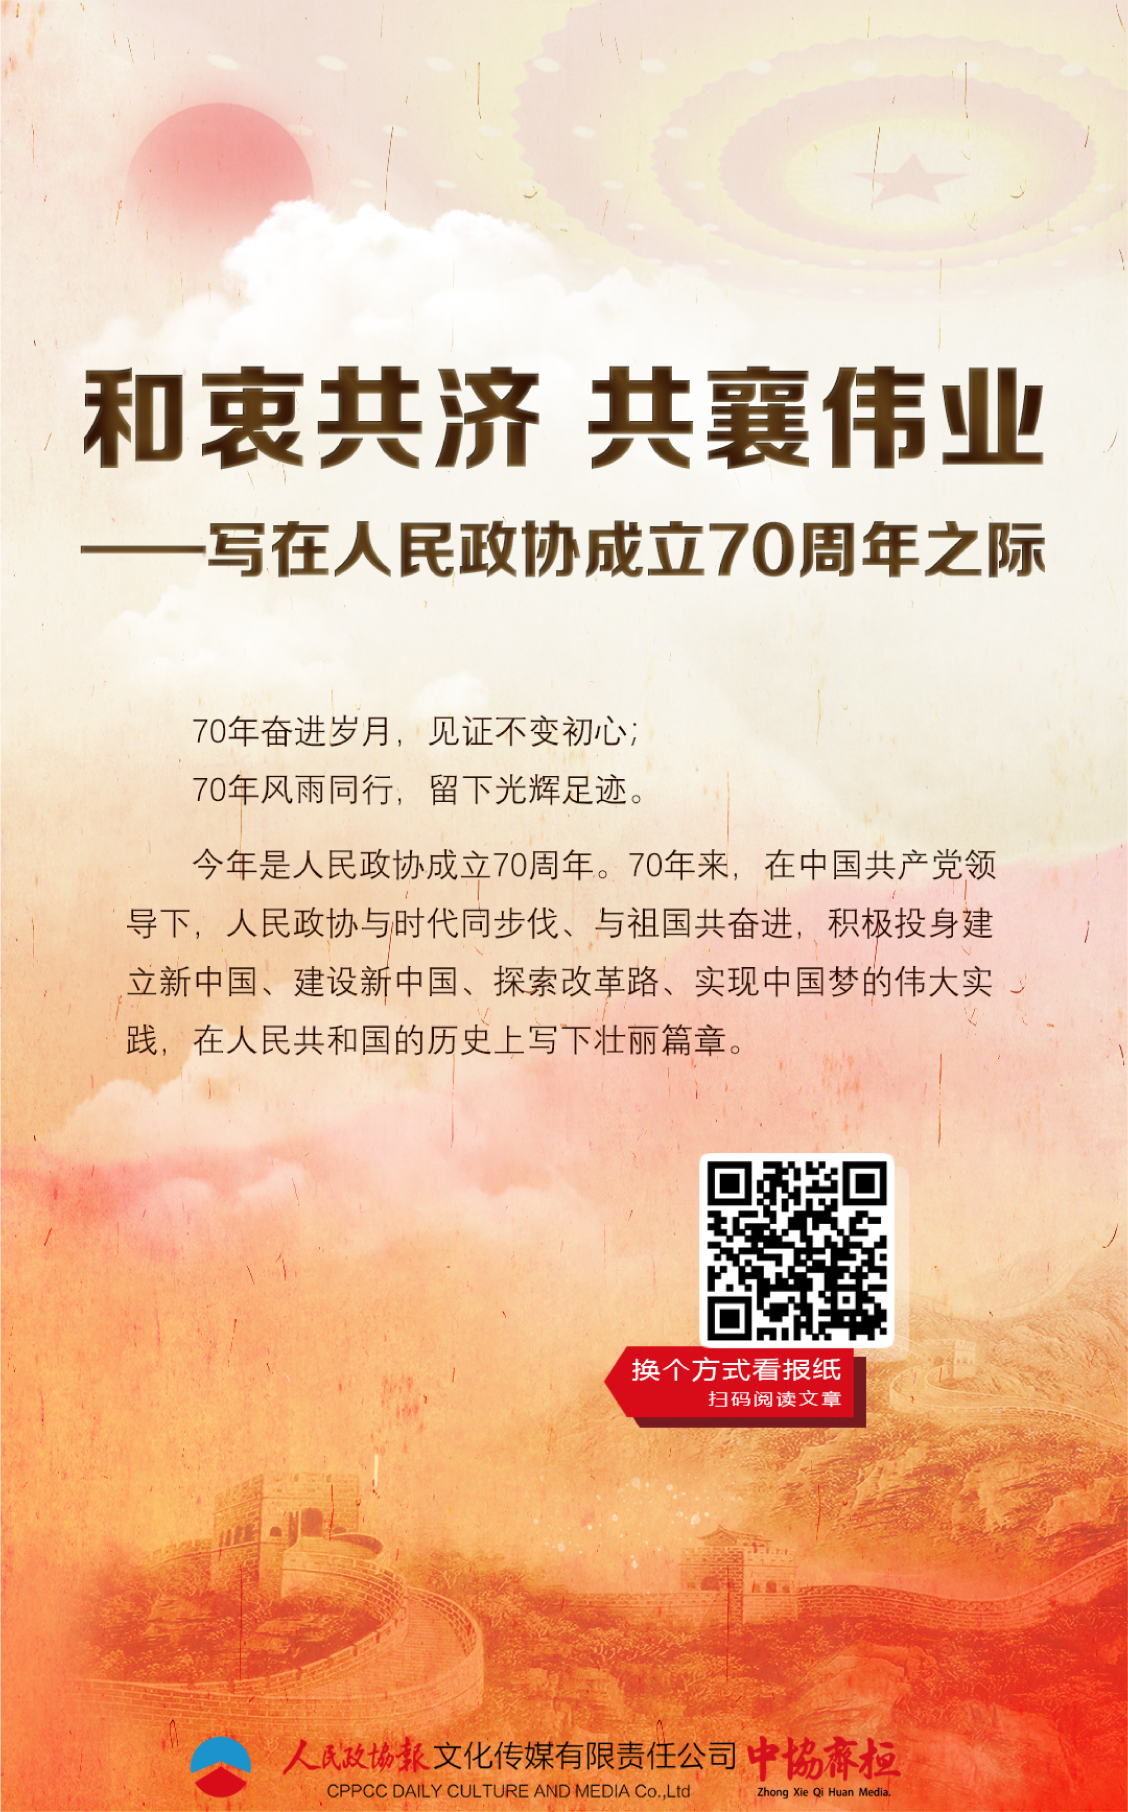 和衷共济 共襄伟业
——写在人民政协成立70周年之际
70年奋进岁月，见证不变初心；
70年风雨同行，留下光辉足迹。
今年是人民政协成立70周年。70年来，在中国共产党领
导下，人民政协与时代同步伐、与祖国共奋进，积极投身建
立新中国、建设新中国、探索改革路、实现中国梦的伟大实
践，在人民共和国的历史上写下壮丽篇章。
换个方式看报纸
扫码阅读文章
人民政协報 文化传媒有限责任公司 中協齊桓
CPPCC DAILY CULTURE AND MEDIA Co.,Ltd
Zhong Xie Qi Huan Media.